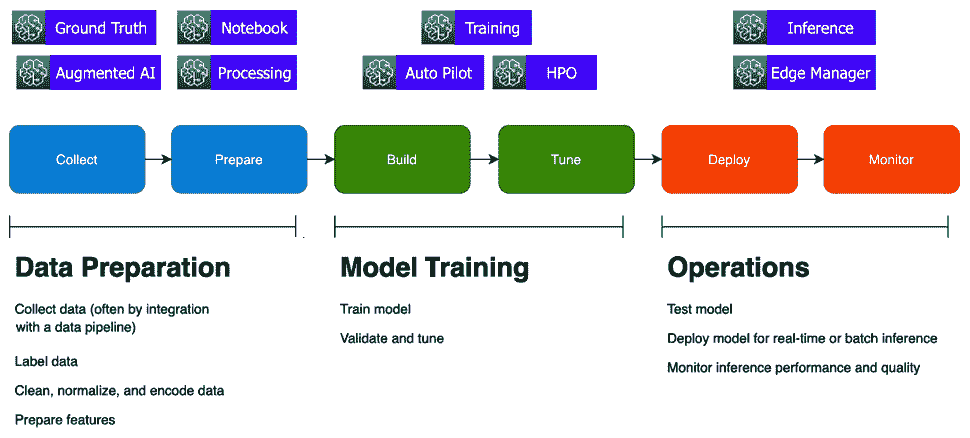 Ground Truth
Notebook
Training
Inference
Augmented AI
Processing
Auto Pilot
HPO
Edge Manager
Collect
Prepare
Build
Tune
Deploy
Monitor
Data Preparation
Collect data (often by integration
with a data pipeline)
Label data
Clean, normalize, and encode data
Prepare features
Model Training
Train model
Validate and tune
Operations
Test model
Deploy model for real-time or batch inference
Monitor inference performance and quality